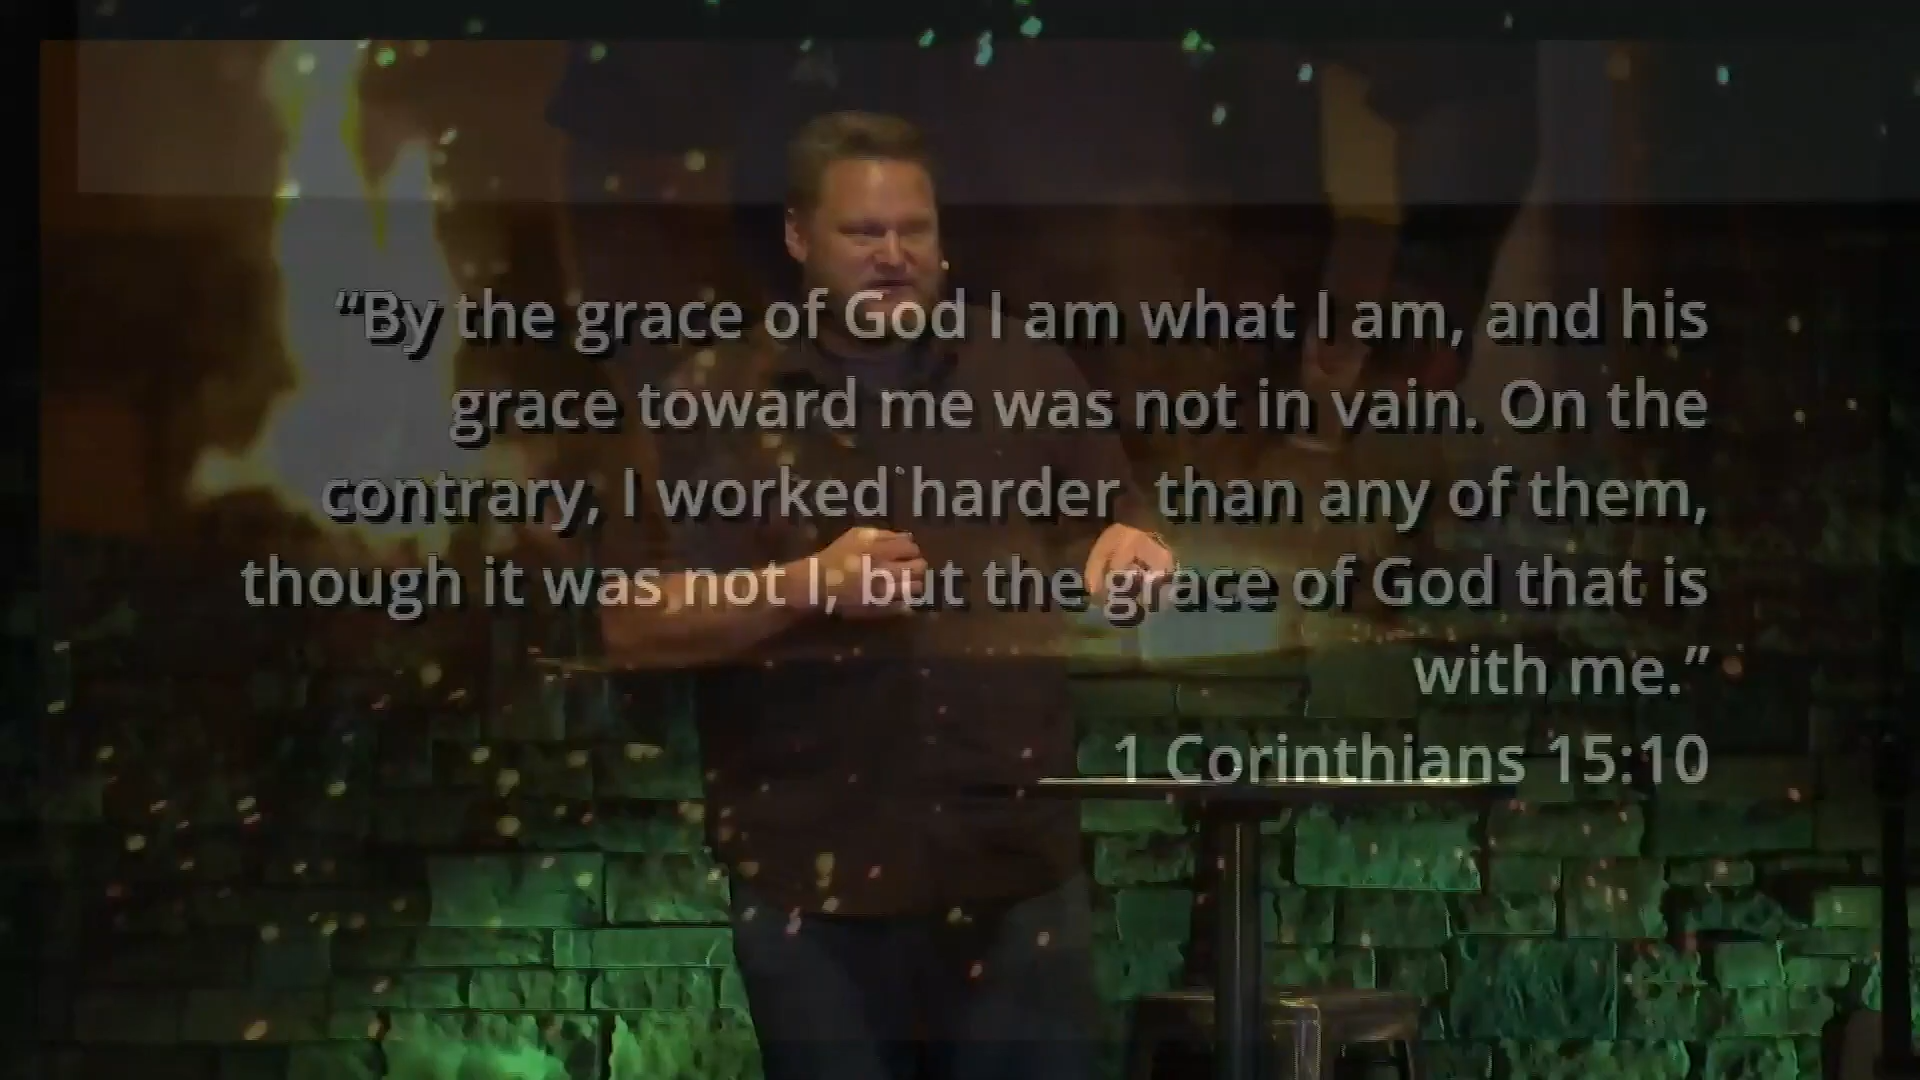 “By the grace of God I am what I am, and his
grace toward me was not in vain. On the
contrary, I worked harder than any of them,
though it was not I, but the grace of God that is
with me.”
1 Corinthians 15:10